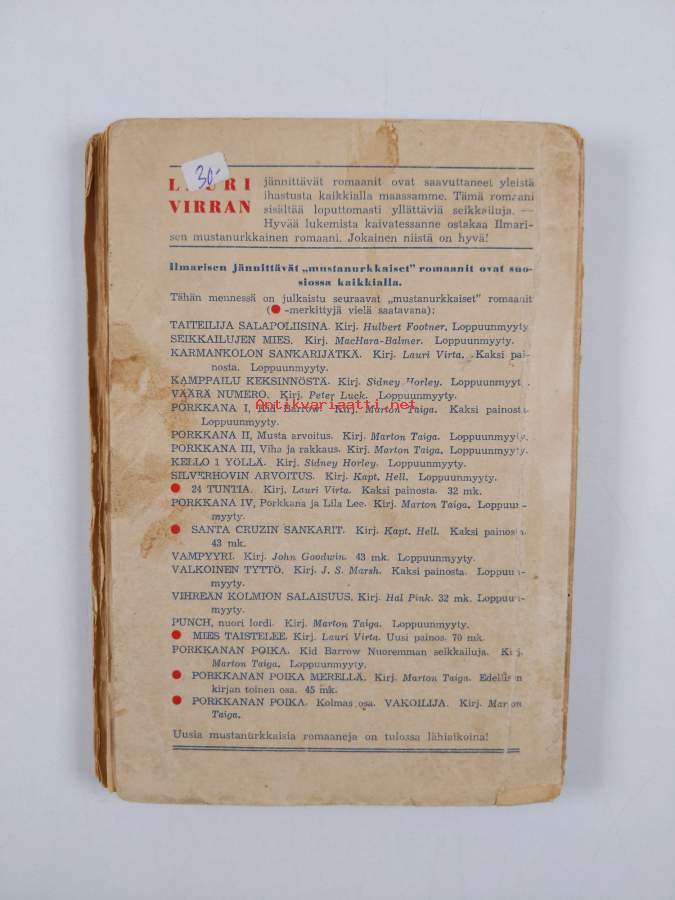 30-
LAURI jännittävät romaanit ovat saavuttaneet yleistä
VIRRAN ihastusta kaikkialla maassamme. Tämä romaani
sisältää loputtomasti yllättäviä seikkailuja. —
Hyvää lukemista kaivatessanne ostakaa Ilmari-
sen mustanurkkainen romaani. Jokainen niistä on hyvä!
Ilmarisen jännittävät „mustanurkkaiset" romaanit ovat suo-
siossa kaikkialla.
Tähän mennessä on julkaistu seuraavat „mustanurkkaiset" romaanit
(●-merkittyjä vielä saatavana):
TAITEILIJA SALAPOLIISINA. Kirj. Hulbert Footner. Loppuunmyyty
SEIKKAILUJEN MIES. Kirj. MacHara-Balmer. Loppuunmyyty.
KARMANKOLON SANKARIJÄTKÄ. Kirj. Lauri Virta. Kaksi pai-
nosta. Loppuunmyyty.
KAMPPAILU KEKSINNÖSTÄ. Kirj. Sidney Horley. Loppuunmyyty.
VÄÄRÄ NUMERO. Kirj. Peter Luck. Loppuunmyyty.
Antikvariaatti.net
PORKKANA I, Kid Barrow. Kirj. Marton Taiga. Kaksi painosta.
Loppuunmyyty.
PORKKANA II, Musta arvoitus. Kirj. Marton Taiga. Loppuunmyyty.
PORKKANA III, Viha ja rakkaus. Kirj. Marton Taiga. Loppuunmyyty.
KELLO 1 YÖLLÄ. Kirj. Sidney Horley. Loppuunmyyty.
SILVERHOVIN ARVOITUS. Kirj. Kapt. Hell. Loppuunmyyty.
● 24 TUNTIA. Kirj. Lauri Virta. Kaksi painosta. 32 mk.
PORKKANA IV, Porkkana ja Lila Lee. Kirj. Marton Taiga. Loppuun-
myyty.
● SANTA CRUZIN SANKARIT. Kirj. Kapt. Hell. Kaksi painosta.
43 mk.
VAMPYYRI. Kirj. John Goodwin. 43 mk. Loppuunmyyty.
VALKOINEN TYTTÖ. Kirj. J. S. Marsh. Kaksi painosta. Loppuun-
myyty.
VIHREÄN KOLMION SALAISUUS. Kirj. Hal Pink. 32 mk. Loppuun-
myyty.
PUNCH, nuori lordi. Kirj. Marton Taiga. Loppuunmyyty.
● MIES TAISTELEE. Kirj. Lauri Virta. Uusi painos. 70 mk.
PORKKANAN POIKA. Kid Barrow Nuoremman seikkailuja. Kirj.
Marton Taiga. Loppuunmyyty.
● PORKKANAN POIKA MERELLÄ. Kirj. Marton Taiga. Edellisen
kirjan toinen osa. 45 mk.
● PORKKANAN POIKA. Kolmas osa. VAKOILIJA. Kirj. Marton
Taiga.
Uusia mustanurkkaisia romaaneja on tulossa lähiaikoina!